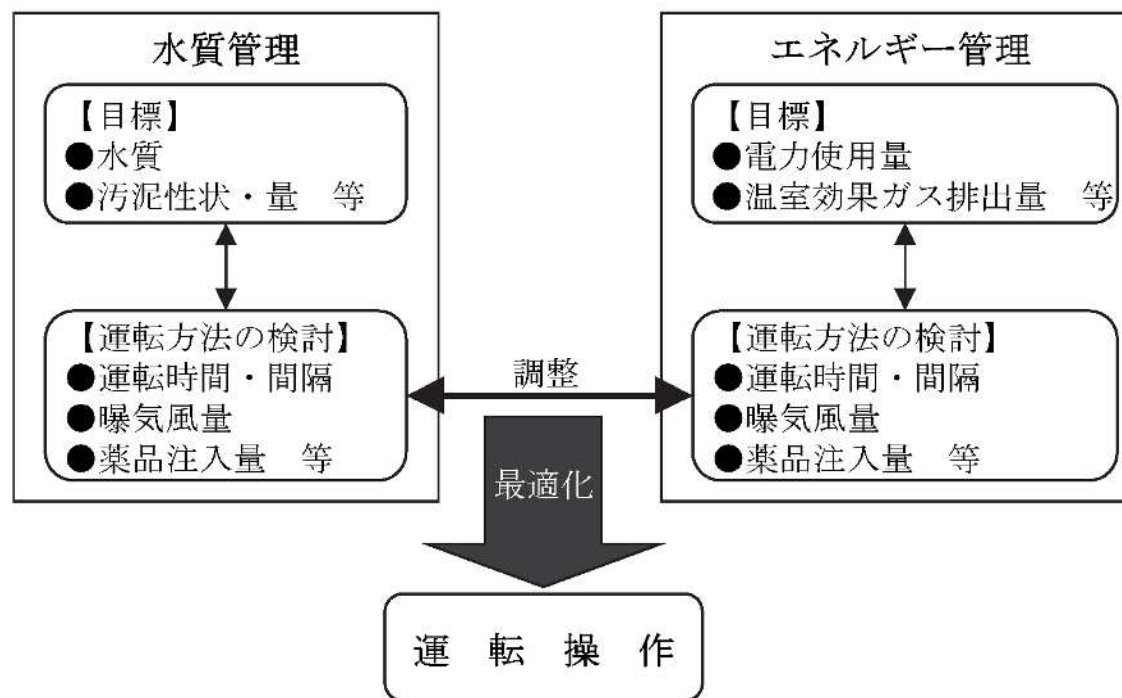 水質管理
【目標】
●水質
●汚泥性状・量　等
【運転方法の検討】
●運転時間・間隔
●曝気風量
●薬品注入量　等
エネルギー管理
【目標】
●電力使用量
●温室効果ガス排出量　等
【運転方法の検討】
●運転時間・間隔
●曝気風量
●薬品注入量　等
調整
最適化
運　転　操　作